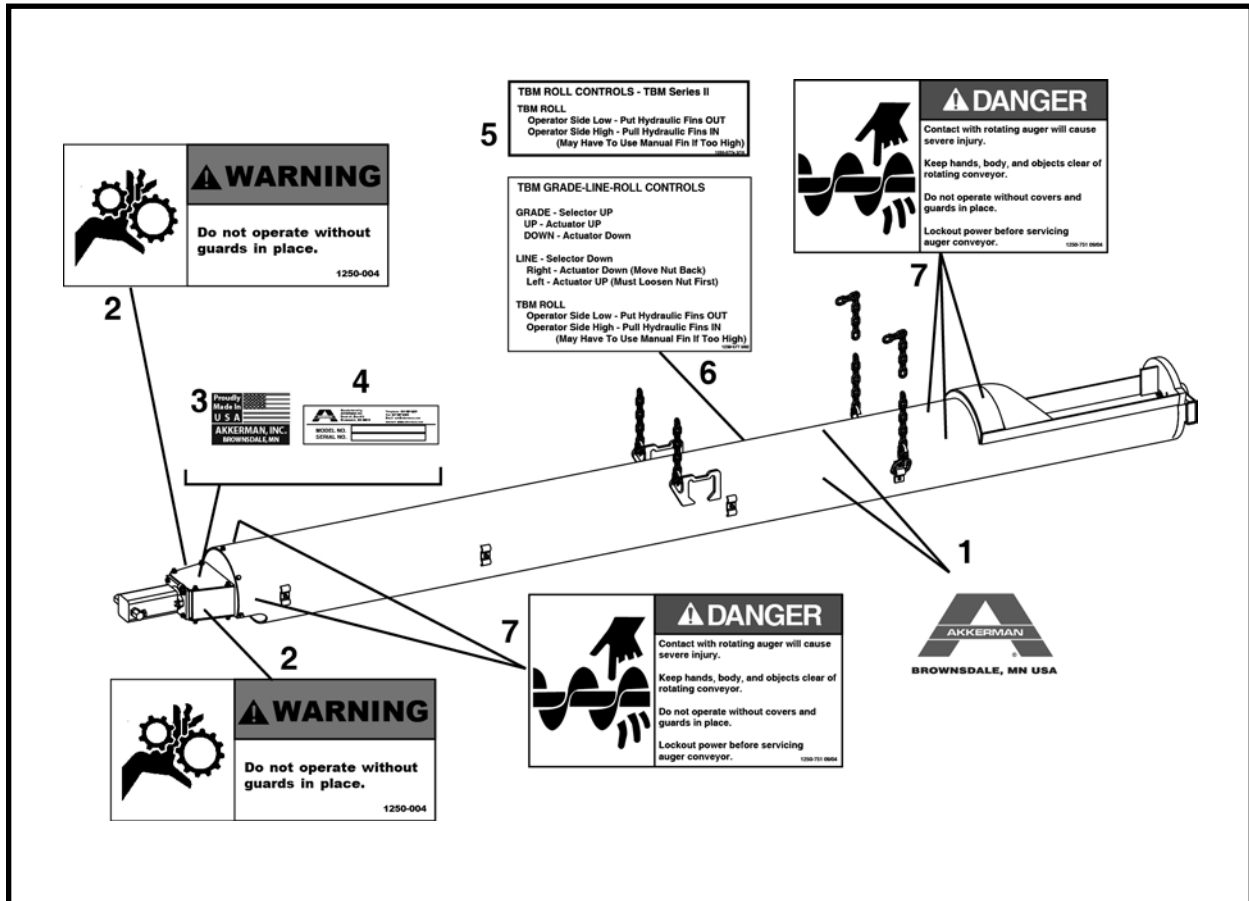 TBM ROLL CONTROLS - TBM Series II
TBM ROLL
Operator Side Low - Put Hydraulic Fins OUT
Operator Side High - Pull Hydraulic Fins IN
(May Have To Use Manual Fin If Too High)
5
DANGER
Contact with rotating auger will cause
severe injury.
Keep hands, body, and objects clear of
rotating conveyor.
Do not operate without covers and
guards in place.
Lockout power before servicing
auger conveyor.
1250-751 09/04
7
WARNING
Do not operate without
guards in place.
1250-004
2
TBM GRADE-LINE-ROLL CONTROLS
GRADE - Selector UP
UP - Actuator UP
DOWN - Actuator Down
LINE - Selector Down
Right - Actuator Down (Move Nut Back)
Left - Actuator UP (Must Loosen Nut First)
TBM ROLL
Operator Side Low - Put Hydraulic Fins OUT
Operator Side High - Pull Hydraulic Fins IN
(May Have To Use Manual Fin If Too High)
6
3
Proudly
Made In
U S A
AKKERMAN, INC.
BROWNSDALE, MN
4
MODEL NO.
SERIAL NO.
1
AKKERMAN
®
BROWNSDALE, MN USA
7
DANGER
Contact with rotating auger will cause
severe injury.
Keep hands, body, and objects clear of
rotating conveyor.
Do not operate without covers and
guards in place.
Lockout power before servicing
auger conveyor.
1250-751 09/04
2
WARNING
Do not operate without
guards in place.
1250-004